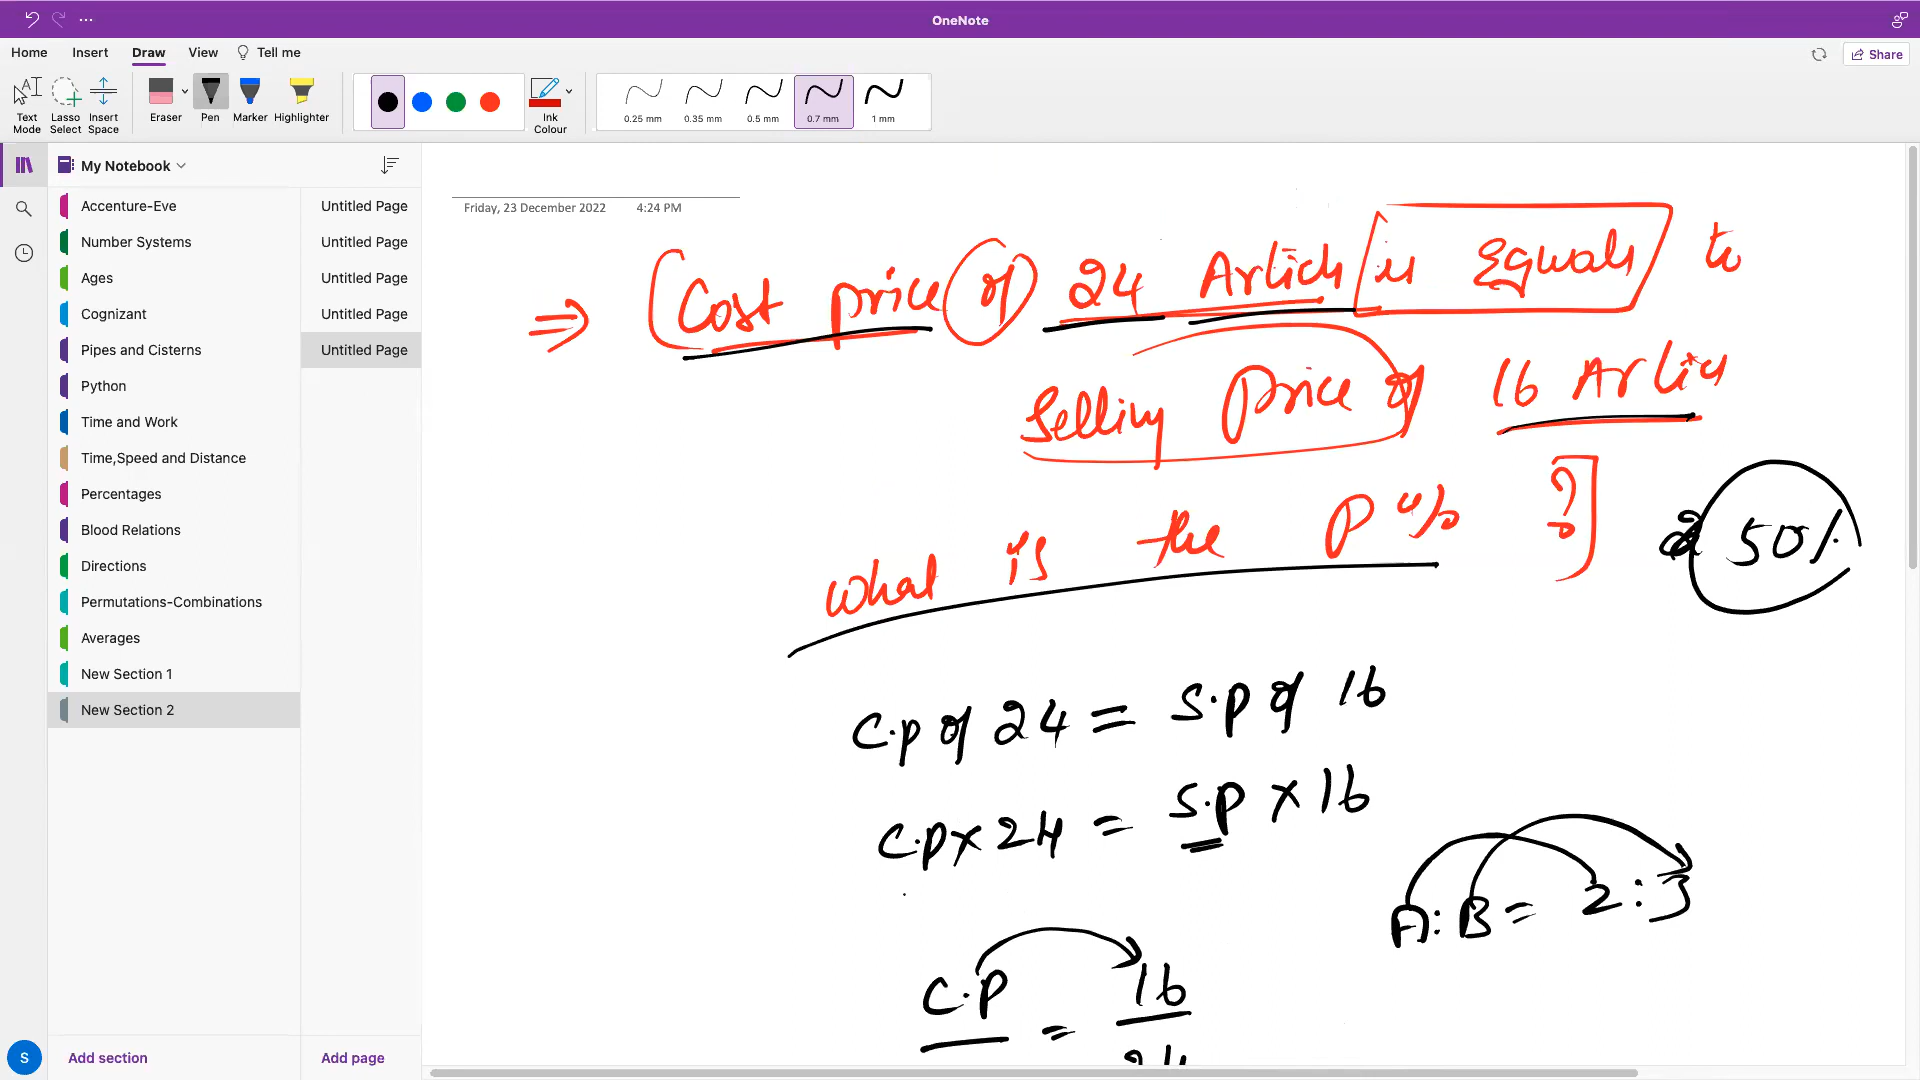 OneNote
Home Insert Draw View Tell me
Share
Text Mode
Lasso Select
Insert Space
Eraser
Pen
Marker
Highlighter
Ink Colour
0.25 mm
0.35 mm
0.5 mm
0.7 mm
1 mm
My Notebook
Accenture-Eve
Number Systems
Ages
Cognizant
Pipes and Cisterns
Python
Time and Work
Time,Speed and Distance
Percentages
Blood Relations
Directions
Permutations-Combinations
Averages
New Section 1
New Section 2
Add section
S
Untitled Page
Untitled Page
Untitled Page
Untitled Page
Untitled Page
Add page
Friday, 23 December 2022 4:24 PM
⇒ (Cost price of 24 Articles is Equals to
Selling Price of 16 Articles
what is the P % ?]
50%
C.P of 24 = S.P of 16
C.P x 24 = S.P x 16
A:B = 2:3
C.P = 16
24